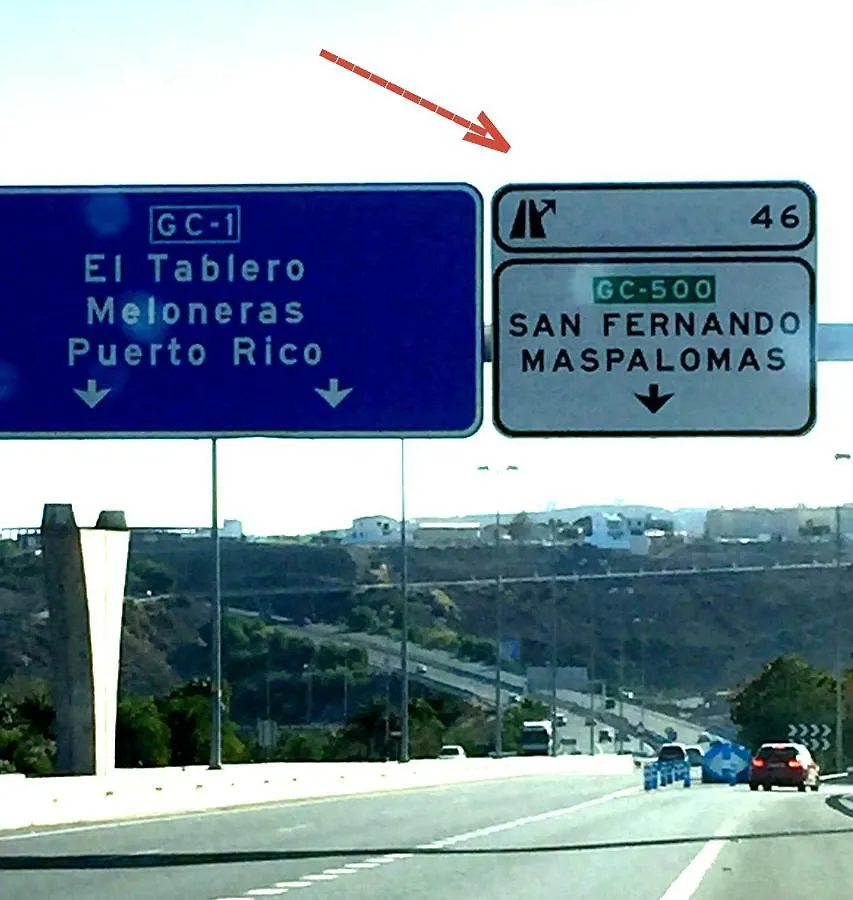 GC-1
El Tablero
Meloneras
Puerto Rico
46
GC-500
SAN FERNANDO
MASPALOMAS